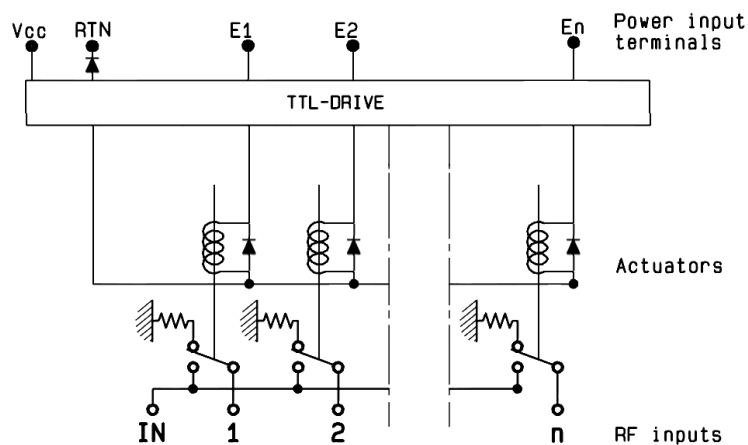 Vcc RTN E1 E2 En Power input
terminals
TTL-DRIVE
Actuators
IN 1 2 n RF inputs